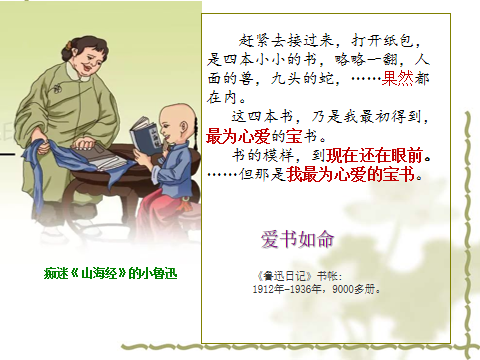 赶紧去接过来，打开纸包，
是四本小小的书，略略一翻，人
面的兽，九头的蛇，……果然都
在内。
这四本书，乃是我最初得到，
最为心爱的宝书。
书的模样，到现在还在眼前。
……但那是我最为心爱的宝书。
爱书如命
《鲁迅日记》书帐：
1912年-1936年，9000多册。
痴迷《山海经》的小鲁迅